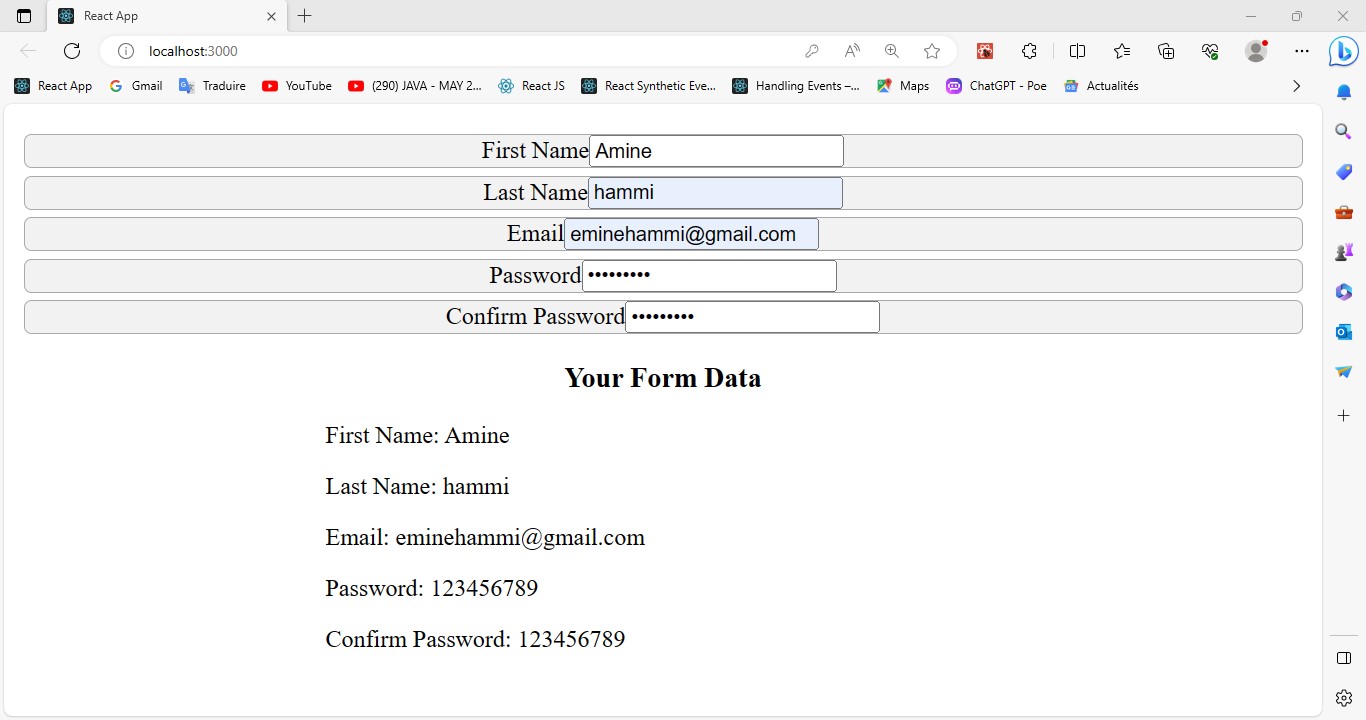 React App
localhost:3000
React App Gmail Traduire YouTube (290) JAVA - MAY 2... React JS React Synthetic Eve... Handling Events –... Maps ChatGPT - Poe Actualités
First Name Amine
Last Name hammi
Email eminehammi@gmail.com
Password •••••••••
Confirm Password •••••••••
Your Form Data
First Name: Amine
Last Name: hammi
Email: eminehammi@gmail.com
Password: 123456789
Confirm Password: 123456789